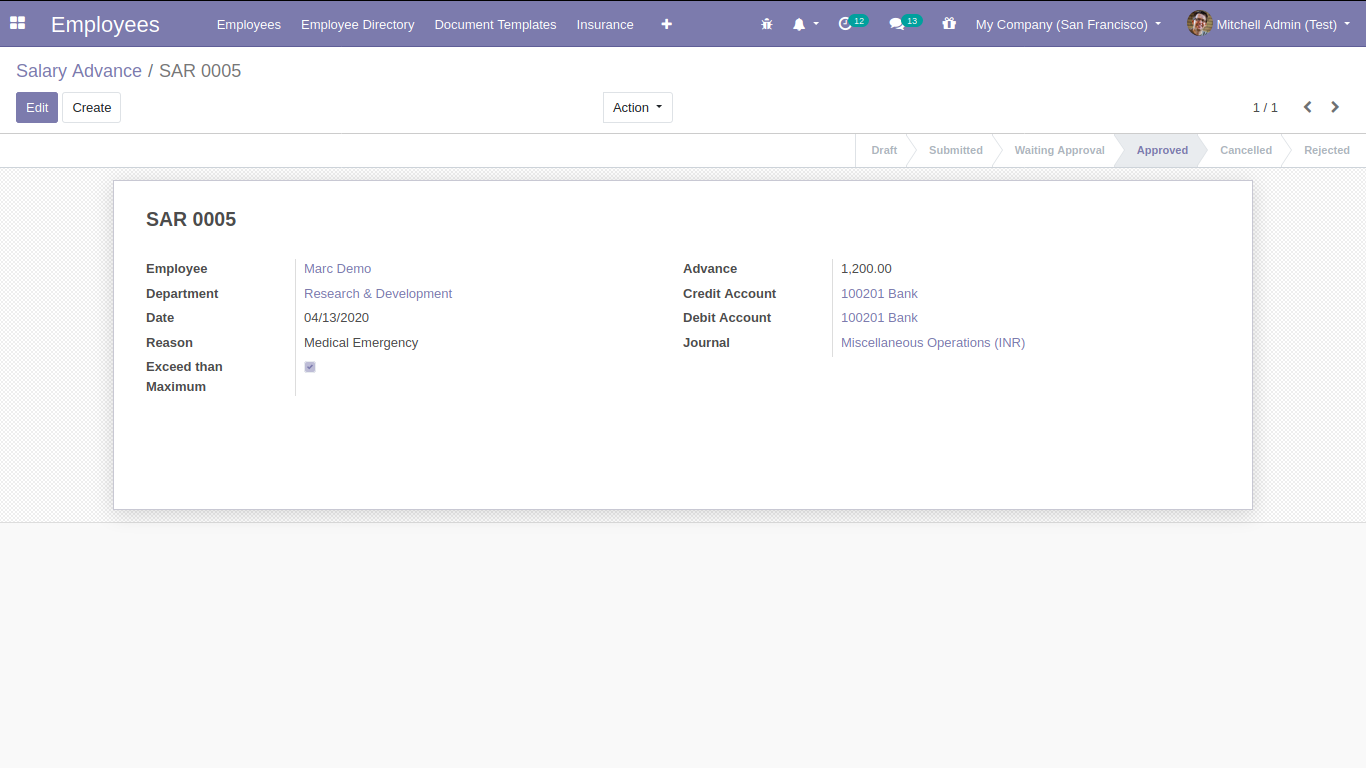 Employees Employees Employee Directory Document Templates Insurance 12 13 My Company (San Francisco) Mitchell Admin (Test)
Salary Advance / SAR 0005
Edit Create Action 1 / 1
Draft Submitted Waiting Approval Approved Cancelled Rejected
SAR 0005
Employee Marc Demo Advance 1,200.00
Department Research & Development Credit Account 100201 Bank
Date 04/13/2020 Debit Account 100201 Bank
Reason Medical Emergency Journal Miscellaneous Operations (INR)
Exceed than
Maximum